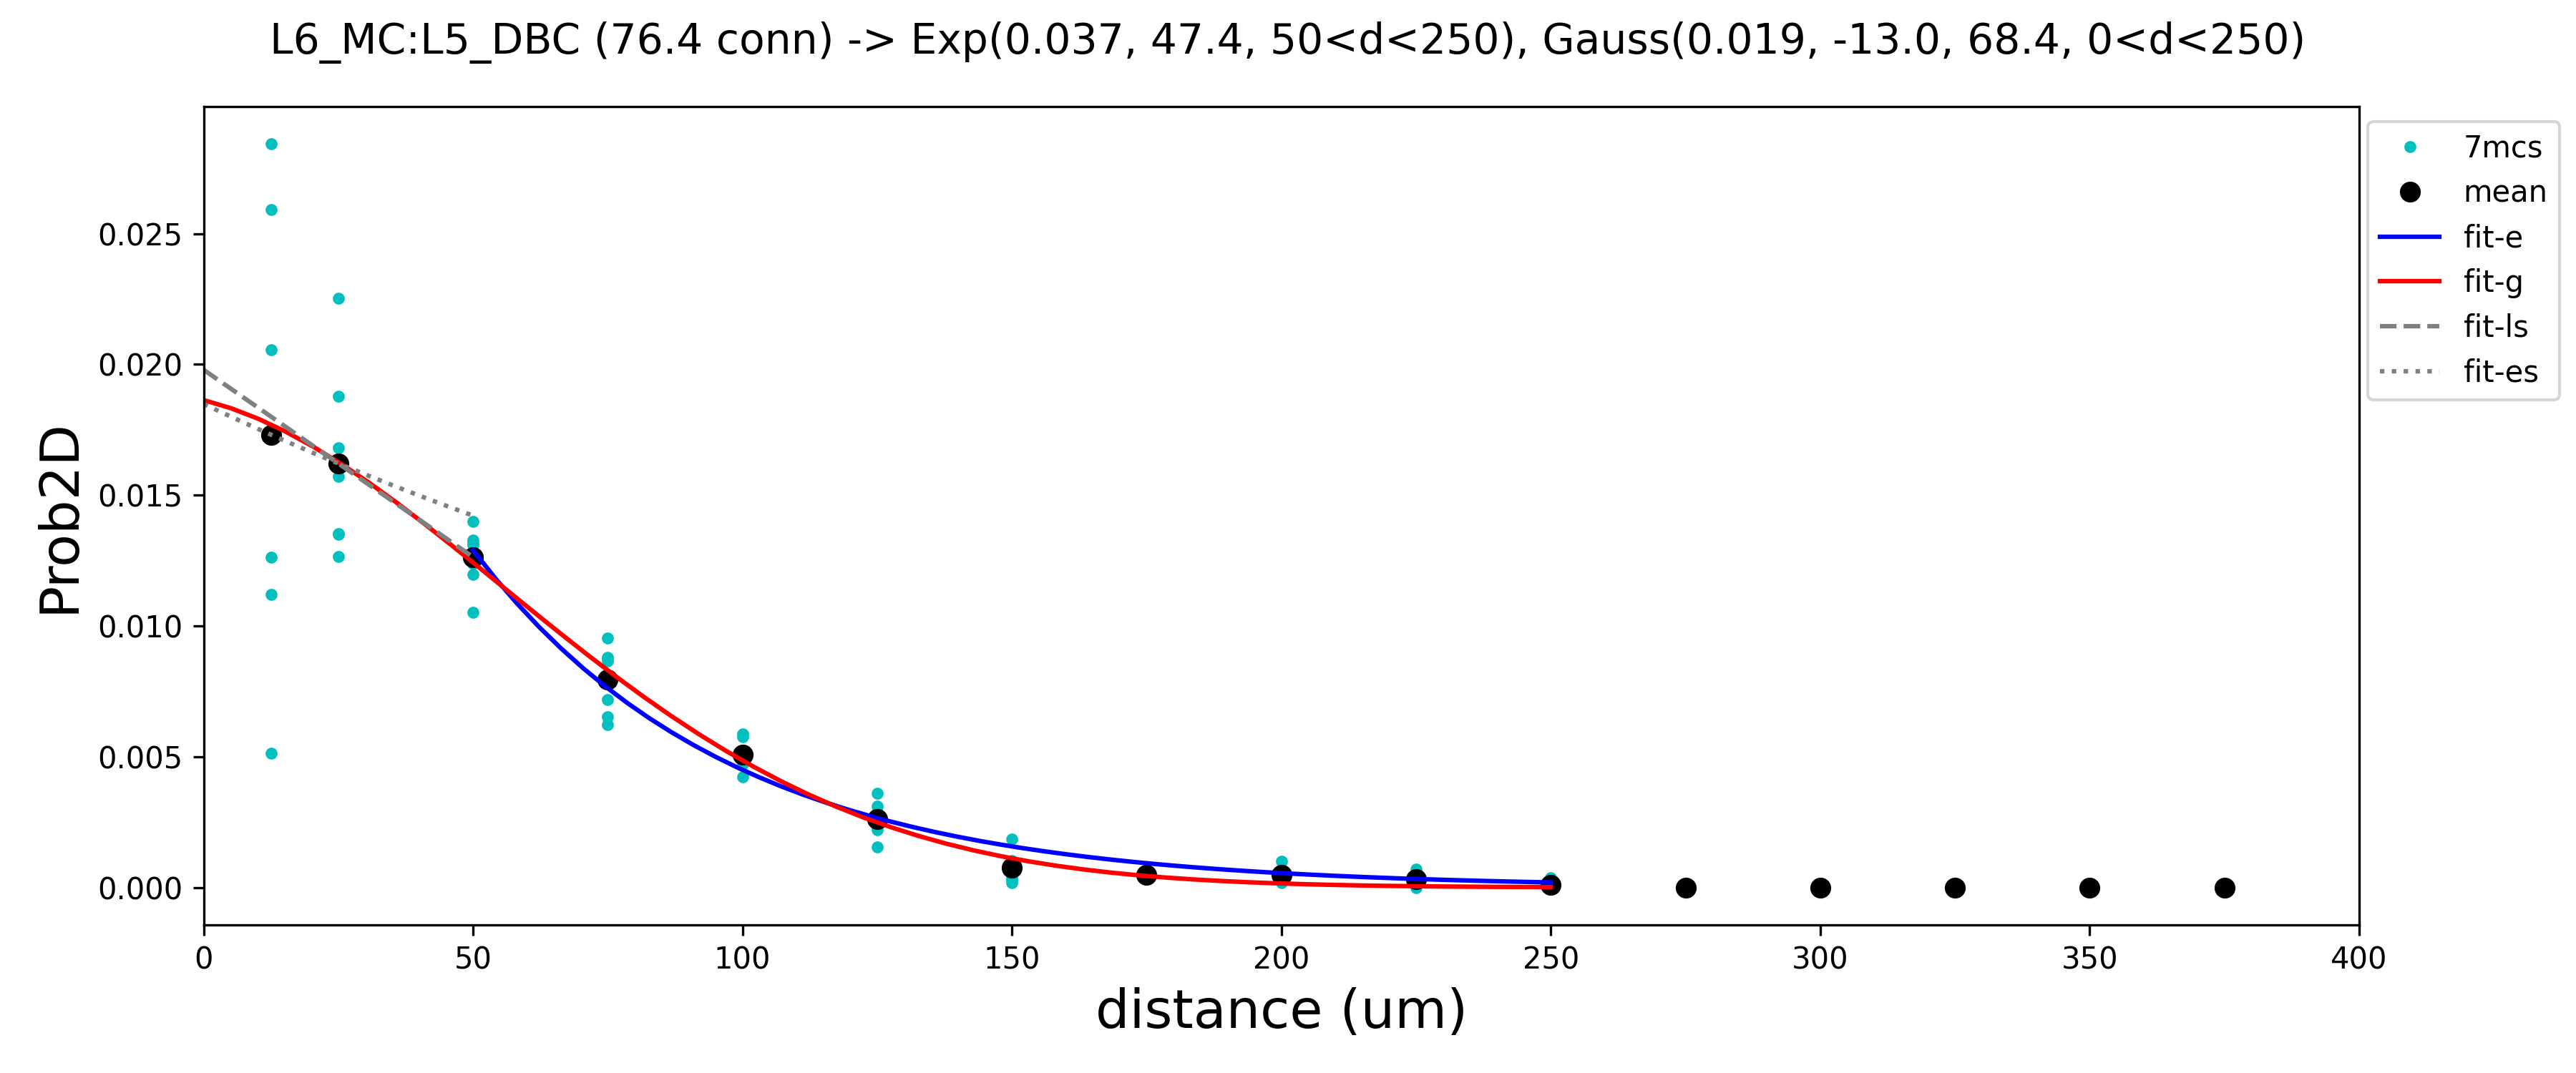 L6_MC:L5_DBC (76.4 conn) -> Exp(0.037, 47.4, 50<d<250), Gauss(0.019, -13.0, 68.4, 0<d<250)
7mcs
mean
fit-e
fit-g
fit-ls
fit-es
0.025
0.020
0.015
0.010
0.005
0.000
Prob2D
0 50 100 150 200 250 300 350 400
distance (um)